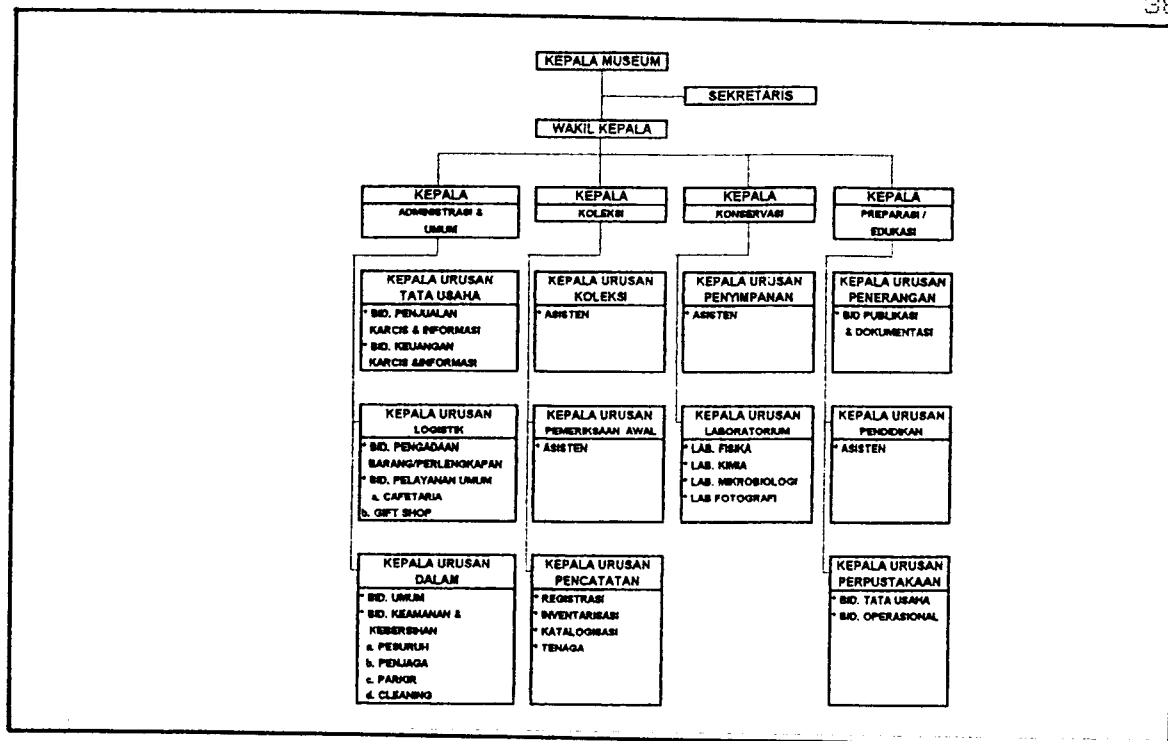 38
KEPALA MUSEUM
SEKRETARIS
WAKIL KEPALA
KEPALA
ADMINISTRASI &
UMUM
KEPALA
KOLEKSI
KEPALA
KONSERVASI
KEPALA
PREPARASI /
EDUKASI
KEPALA URUSAN
TATA USAHA
* BID. PENJUALAN
KARCIS & INFORMASI
* BID. KEUANGAN
KARCIS &INFORMASI
KEPALA URUSAN
KOLEKSI
* ASISTEN
KEPALA URUSAN
PENYIMPANAN
* ASISTEN
KEPALA URUSAN
PENERANGAN
* BID PUBLIKASI
& DOKUMENTASI
KEPALA URUSAN
LOGISTIK
* BID. PENGADAAN
BARANG/PERLENGKAPAN
* BID. PELAYANAN UMUM
a. CAFETARIA
b. GIFT SHOP
KEPALA URUSAN
PEMERIKSAAN AWAL
* ASISTEN
KEPALA URUSAN
LABORATORIUM
* LAB. FISIKA
* LAB. KIMIA
* LAB. MIKROBIOLOGI
* LAB FOTOGRAFI
KEPALA URUSAN
PENDIDIKAN
* ASISTEN
KEPALA URUSAN
DALAM
* BID. UMUM
* BID. KEAMANAN &
KEBERSIHAN
a. PESURUH
b. PENJAGA
c. PARKIR
d. CLEANING
KEPALA URUSAN
PENCATATAN
* REGISTRASI
* INVENTARISASI
* KATALOGISASI
* TENAGA
KEPALA URUSAN
PERPUSTAKAAN
* BID. TATA USAHA
* BID. OPERASIONAL